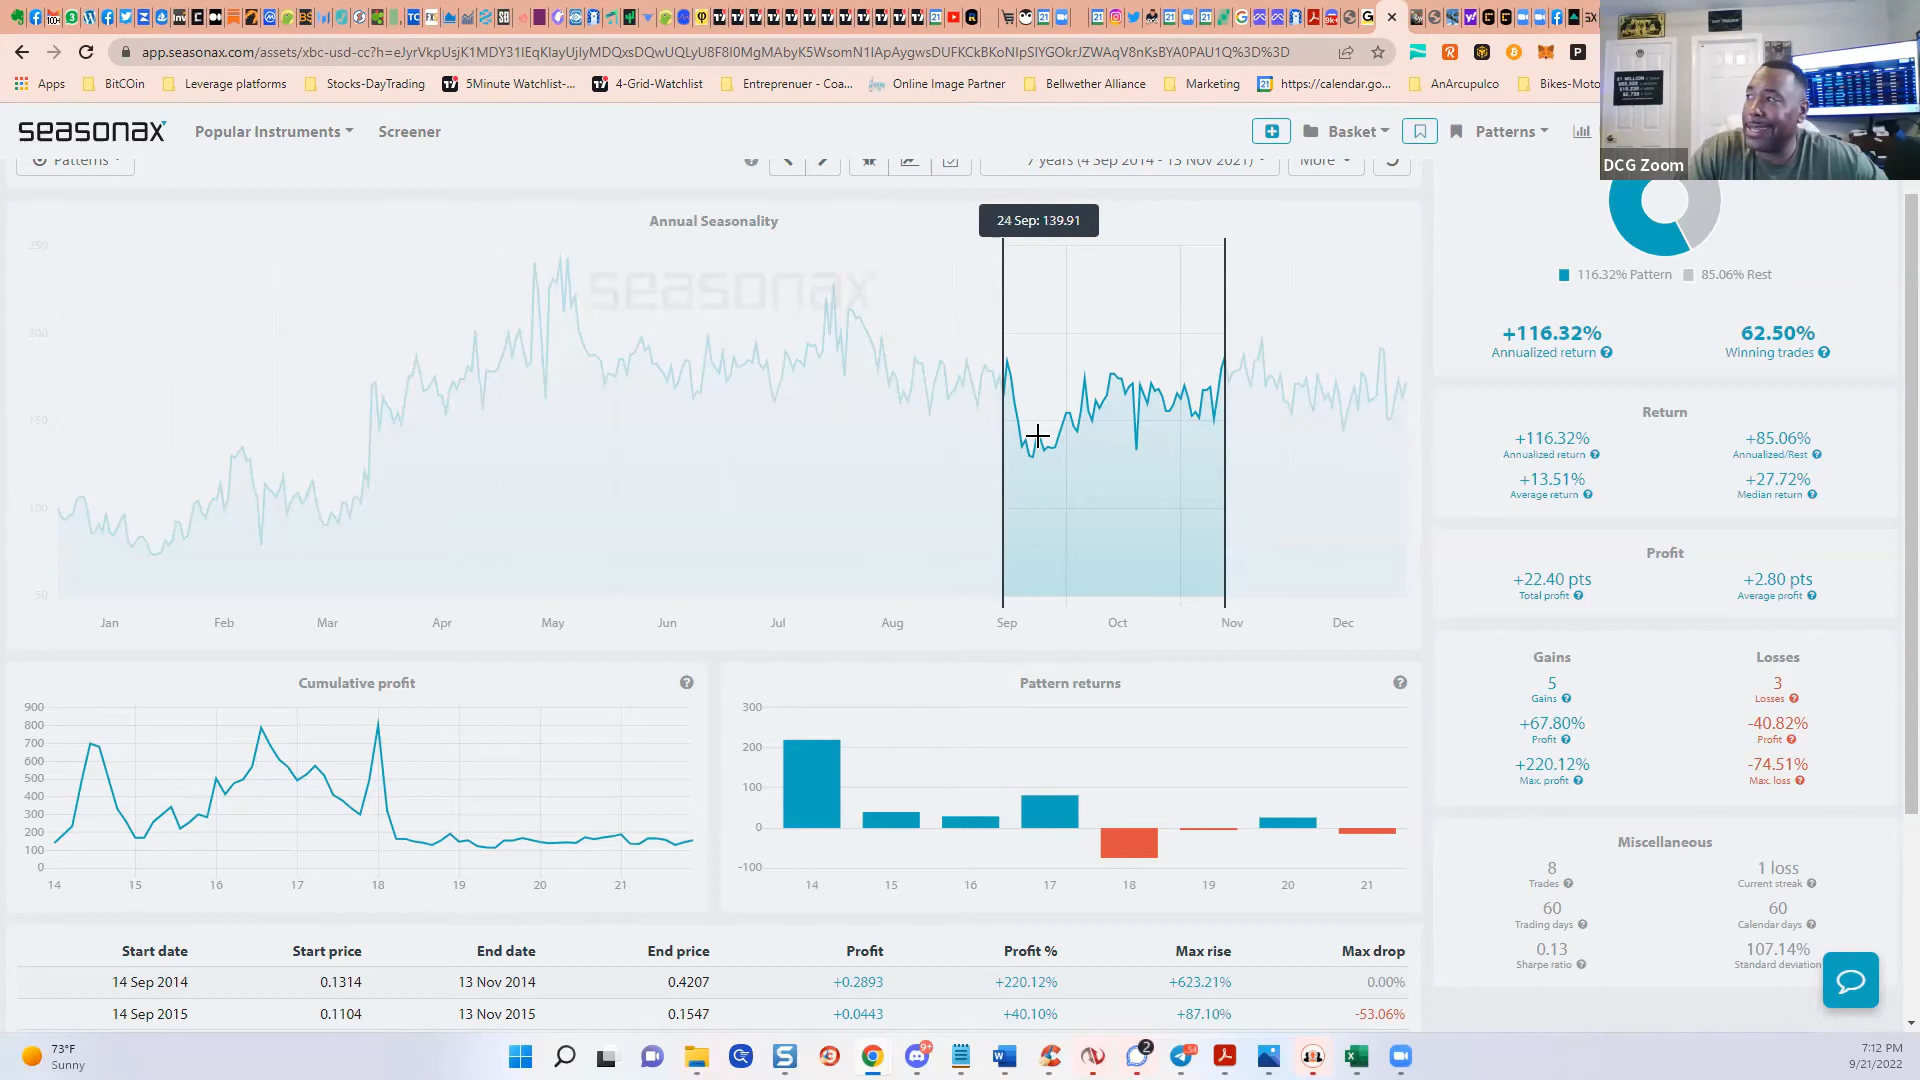 app.seasonax.com/assets/xbc-usd-cc?h=
Apps BitCOin Leverage platforms Stocks-DayTrading 5Minute Watchlist-... 4-Grid-Watchlist Entreprenuer - Coa... Online Image Partner Bellwether Alliance Marketing https://calendar.go... AnArcupulco Bikes-Moto
seasonax Popular Instruments Screener Basket Patterns
DCG Zoom
Patterns 7 years (4 Sep 2014 - 13 Nov 2021) More
Annual Seasonality
24 Sep: 139.91
seasonax
250
200
150
100
50
Jan Feb Mar Apr May Jun Jul Aug Sep Oct Nov Dec
116.32% Pattern 85.06% Rest
+116.32% 62.50%
Annualized return Winning trades
Return
+116.32% +85.06%
Annualized return Annualized/Rest
+13.51% +27.72%
Average return Median return
Profit
+22.40 pts +2.80 pts
Total profit Average profit
Gains Losses
5 3
Gains Losses
+67.80% -40.82%
Profit Profit
+220.12% -74.51%
Max. profit Max. loss
Miscellaneous
8 1 loss
Trades Current streak
60 60
Trading days Calendar days
0.13 107.14%
Sharpe ratio Standard deviation
Cumulative profit
900
800
700
600
500
400
300
200
100
0
14 15 16 17 18 19 20 21
Pattern returns
300
200
100
0
-100
14 15 16 17 18 19 20 21
Start date Start price End date End price Profit Profit % Max rise Max drop
14 Sep 2014 0.1314 13 Nov 2014 0.4207 +0.2893 +220.12% +623.21% 0.00%
14 Sep 2015 0.1104 13 Nov 2015 0.1547 +0.0443 +40.10% +87.10% -53.06%
73°F
Sunny
7:12 PM
9/21/2022